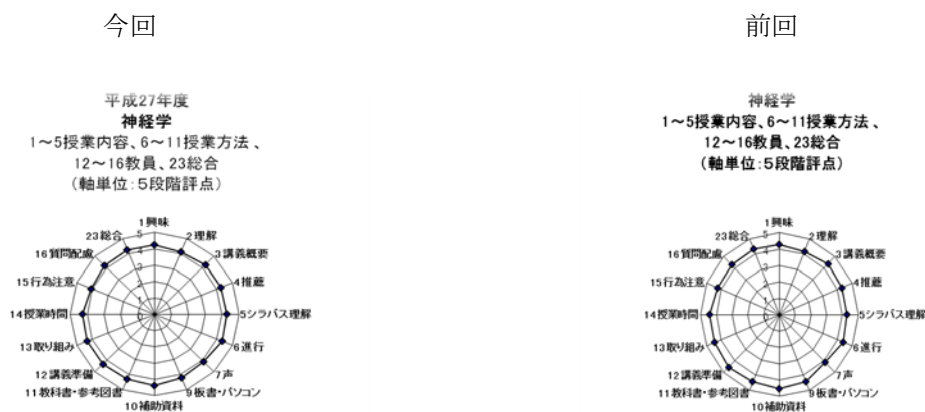 今回
平成27年度
神経学
1～5授業内容、6～11授業方法、
12～16教員、23総合
(軸単位:5段階評点)
1興味
2理解
3講義概要
4推薦
5シラバス理解
6進行
7声
9板書・パソコン
10補助資料
11教科書・参考図書
12講義準備
13取り組み
14授業時間
15行為注意
16質問配慮
23総合
5
4
3
2
1
0
前回
神経学
1～5授業内容、6～11授業方法、
12～16教員、23総合
(軸単位:5段階評点)
1興味
2理解
3講義概要
4推薦
5シラバス理解
6進行
7声
9板書・パソコン
10補助資料
11教科書・参考図書
12講義準備
13取り組み
14授業時間
15行為注意
16質問配慮
23総合
5
4
3
2
1
0